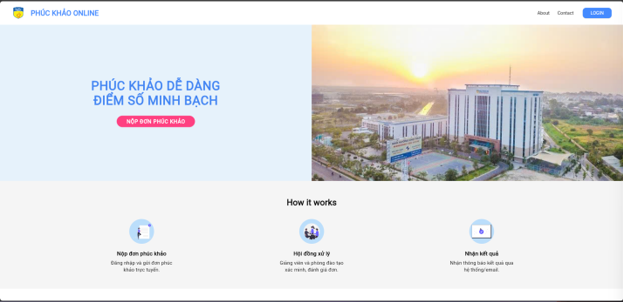 PHÚC KHẢO ONLINE
About
Contact
LOGIN
PHÚC KHẢO DỄ DÀNG
ĐIỂM SỐ MINH BẠCH
NỘP ĐƠN PHÚC KHẢO
How it works
Nộp đơn phúc khảo
Đăng nhập và gửi đơn phúc
khảo trực tuyến.
Hội đồng xử lý
Giảng viên và phòng đào tạo
xác minh, đánh giá đơn.
Nhận kết quả
Nhận thông báo kết quả qua
hệ thống/email.